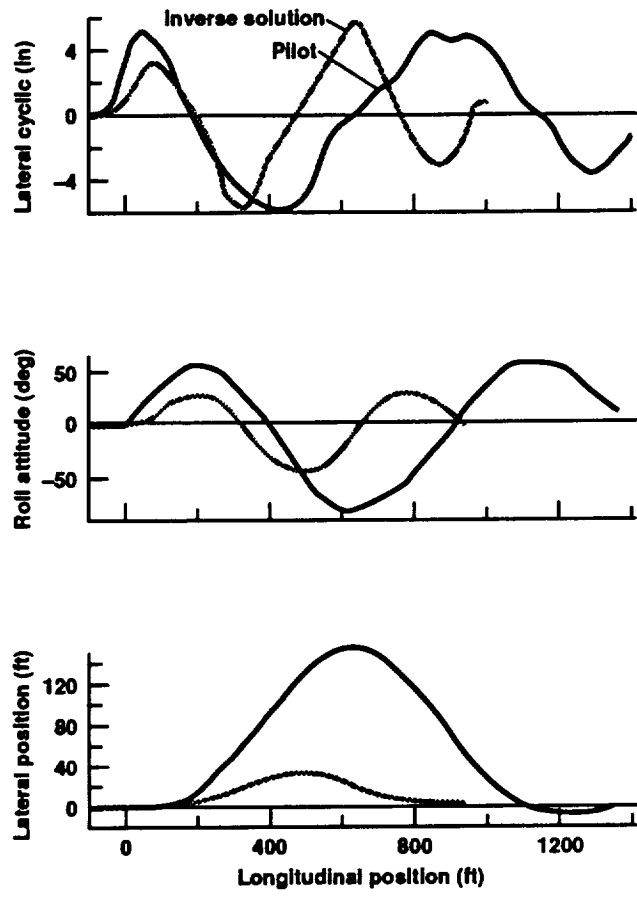 Inverse solution
Pilot
Lateral cyclic (in)
4
0
–4
Roll attitude (deg)
50
0
–50
Lateral position (ft)
120
80
40
0
0 400 800 1200
Longitudinal position (ft)